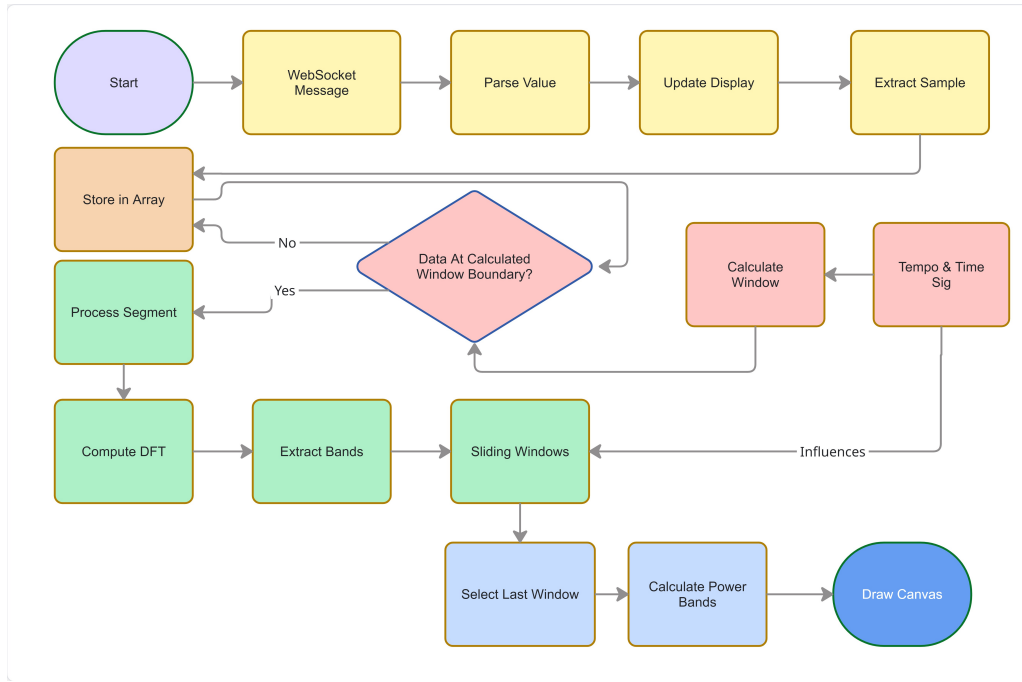 Start
WebSocket
Message
Parse Value
Update Display
Extract Sample
Store in Array
No
Data At Calculated
Window Boundary?
Calculate
Window
Tempo & Time
Sig
Yes
Process Segment
Compute DFT
Extract Bands
Sliding Windows
Influences
Select Last Window
Calculate Power
Bands
Draw Canvas